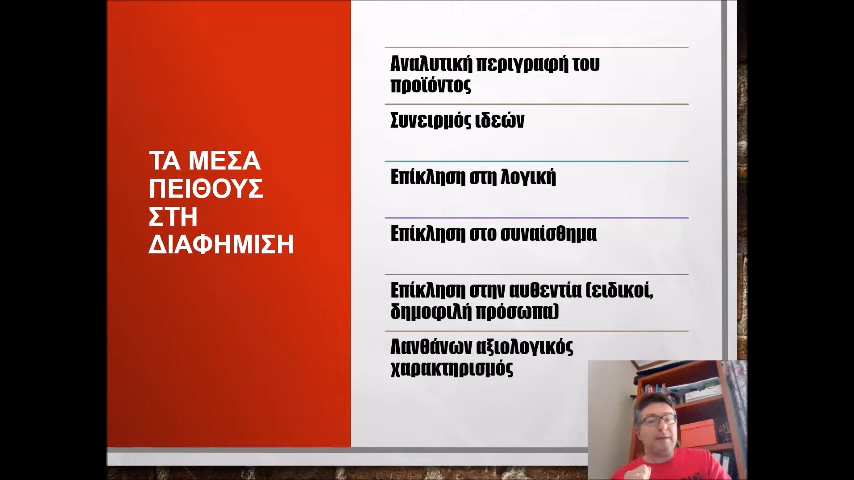 ΤΑ ΜΕΣΑ
ΠΕΙΘΟΥΣ
ΣΤΗ
ΔΙΑΦΗΜΙΣΗ
Αναλυτική περιγραφή του
προϊόντος
Συνειρμός ιδεών
Επίκληση στη λογική
Επίκληση στο συναίσθημα
Επίκληση στην αυθεντία (ειδικοί,
δημοφιλή πρόσωπα)
Λανθάνων αξιολογικός
χαρακτηρισμός